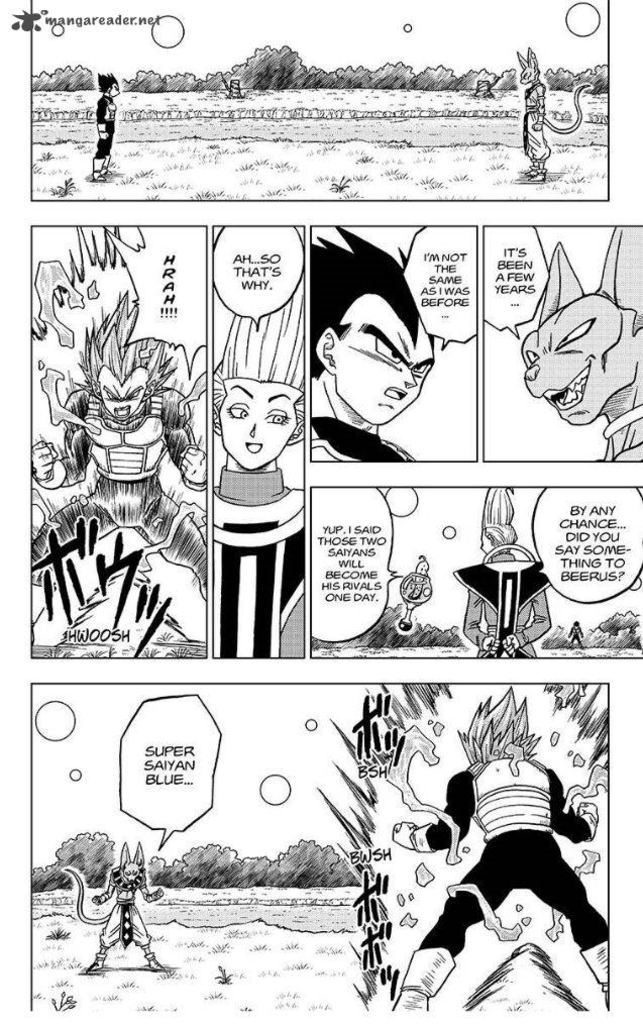 mangareader.net
IT'S
BEEN
A FEW
YEARS
...
I'M NOT
THE
SAME
AS I WAS
BEFORE
...
BY ANY
CHANCE...
DID YOU
SAY SOME-
THING TO
BEERUS?
YUP. I SAID
THOSE TWO
SAIYANS
WILL
BECOME
HIS RIVALS
ONE DAY.
AH...SO
THAT'S
WHY.
HRAH
!!!!
ボオッ
HWOOSH
ボッ
BSH
BWSH
ボボッ
SUPER
SAIYAN
BLUE...